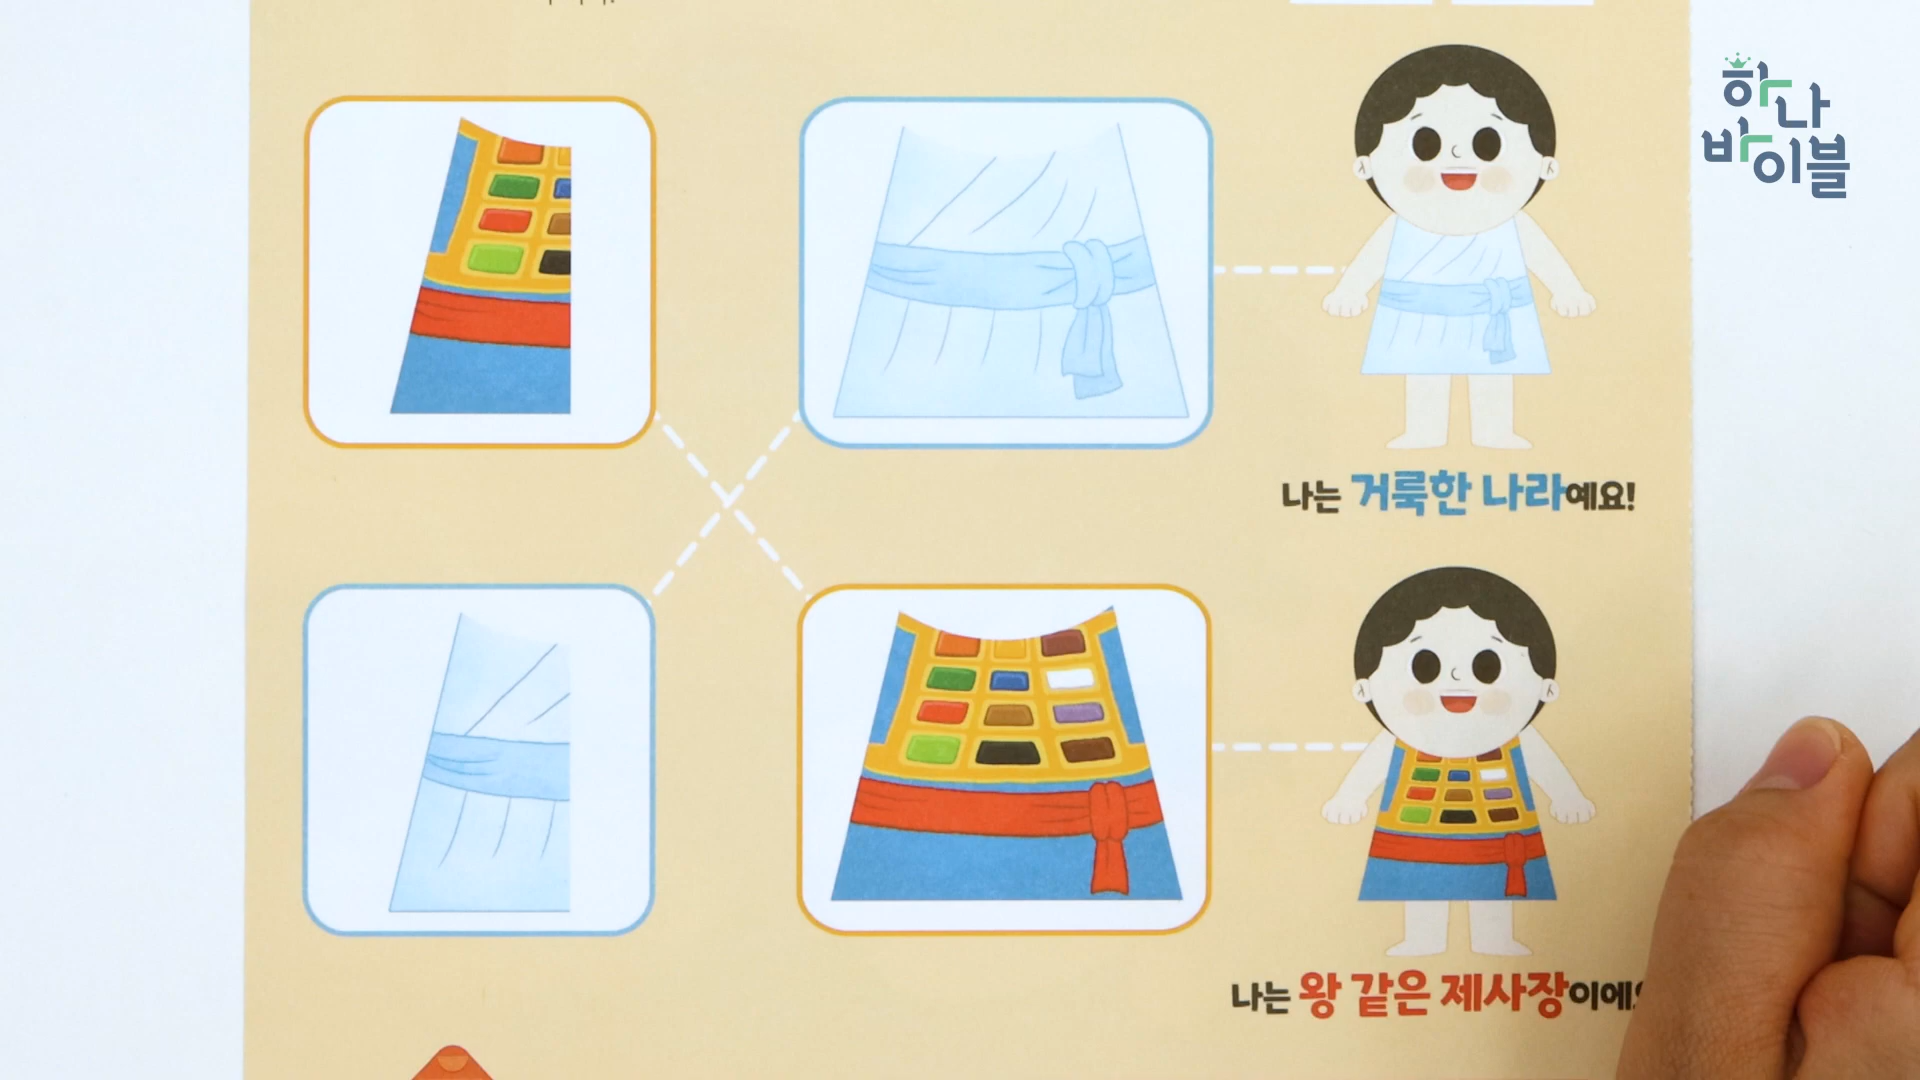 하나
바이블
나는 거룩한 나라예요!
나는 왕 같은 제사장이에